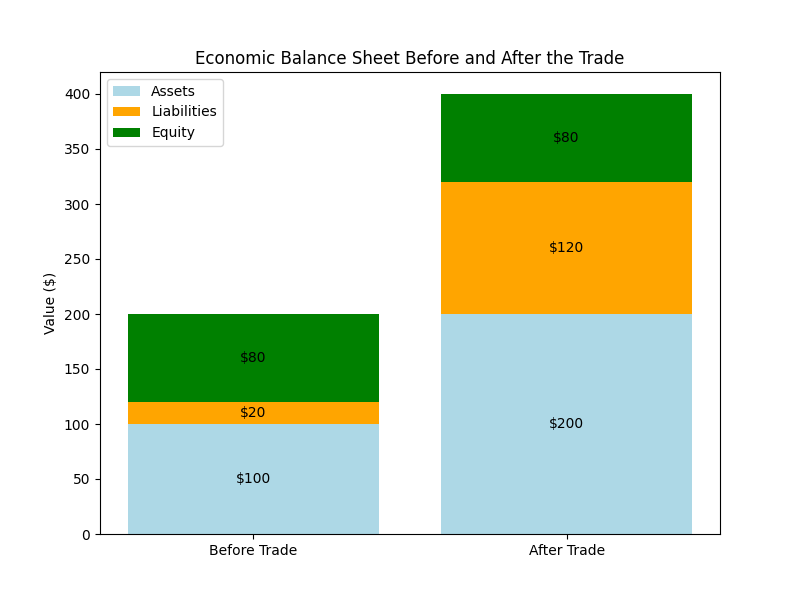 Economic Balance Sheet Before and After the Trade
Assets
Liabilities
Equity
Value ($)
400
350
300
250
200
150
100
50
0
$80
$20
$100
$80
$120
$200
Before Trade
After Trade